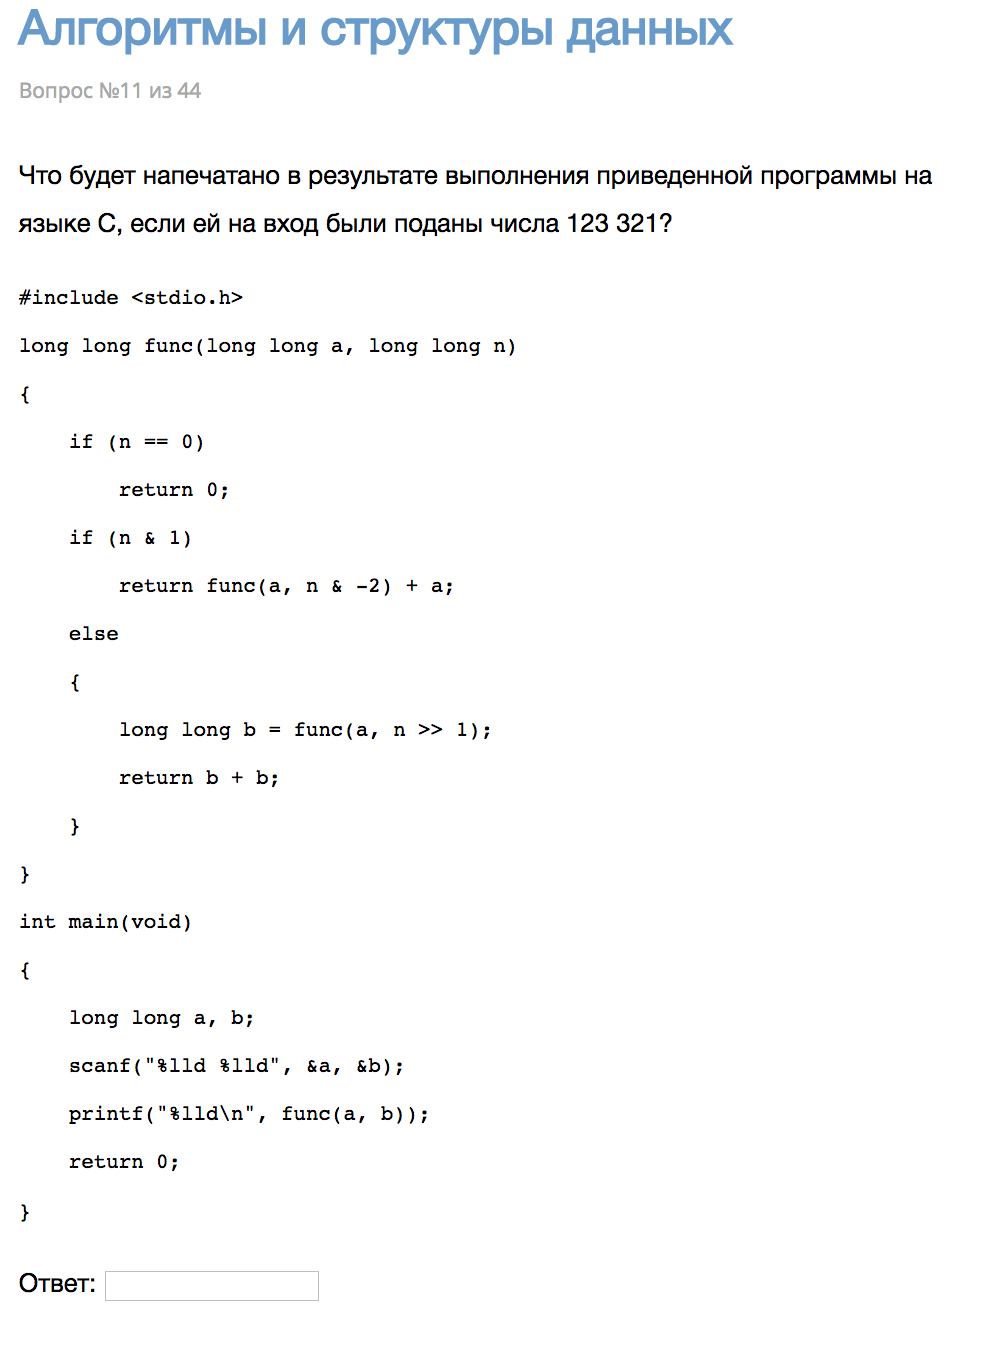 Алгоритмы и структуры данных
Вопрос №11 из 44
Что будет напечатано в результате выполнения приведенной программы на
языке С, если ей на вход были поданы числа 123 321?
#include <stdio.h>
long long func(long long a, long long n)
{
    if (n == 0)
        return 0;
    if (n & 1)
        return func(a, n & -2) + a;
    else
    {
        long long b = func(a, n >> 1);
        return b + b;
    }
}
int main(void)
{
    long long a, b;
    scanf("%lld %lld", &a, &b);
    printf("%lld\n", func(a, b));
    return 0;
}
Ответ: